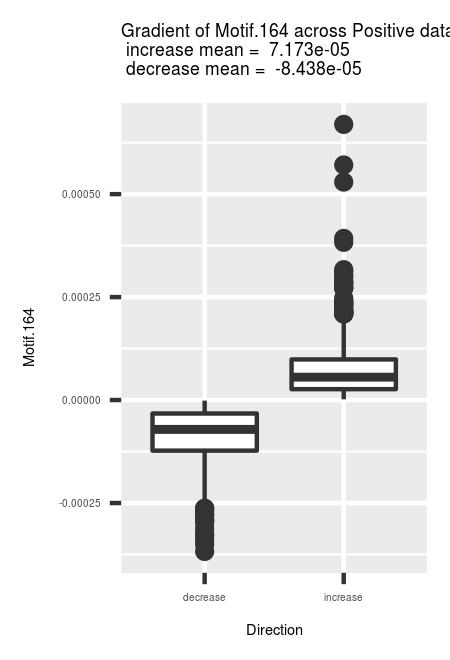 Gradient of Motif.164 across Positive data
increase mean =  7.173e-05
decrease mean =  -8.438e-05
0.00050
0.00025
0.00000
-0.00025
Motif.164
decrease increase
Direction